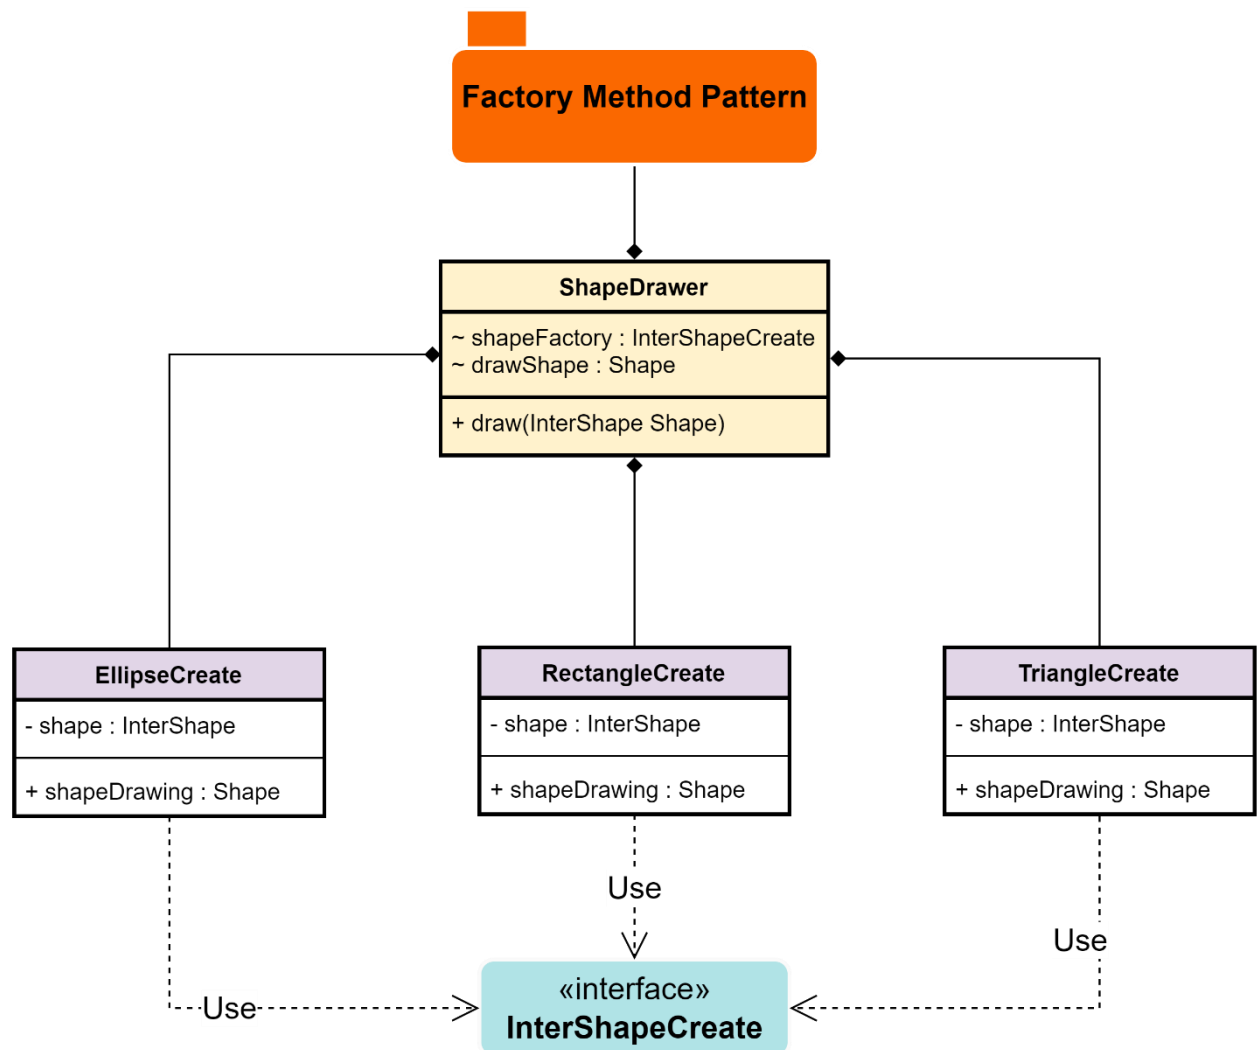 Factory Method Pattern
ShapeDrawer
~ shapeFactory : InterShapeCreate
~ drawShape : Shape
+ draw(InterShape Shape)
EllipseCreate
- shape : InterShape
+ shapeDrawing : Shape
RectangleCreate
- shape : InterShape
+ shapeDrawing : Shape
TriangleCreate
- shape : InterShape
+ shapeDrawing : Shape
Use
Use
Use
«interface»
InterShapeCreate